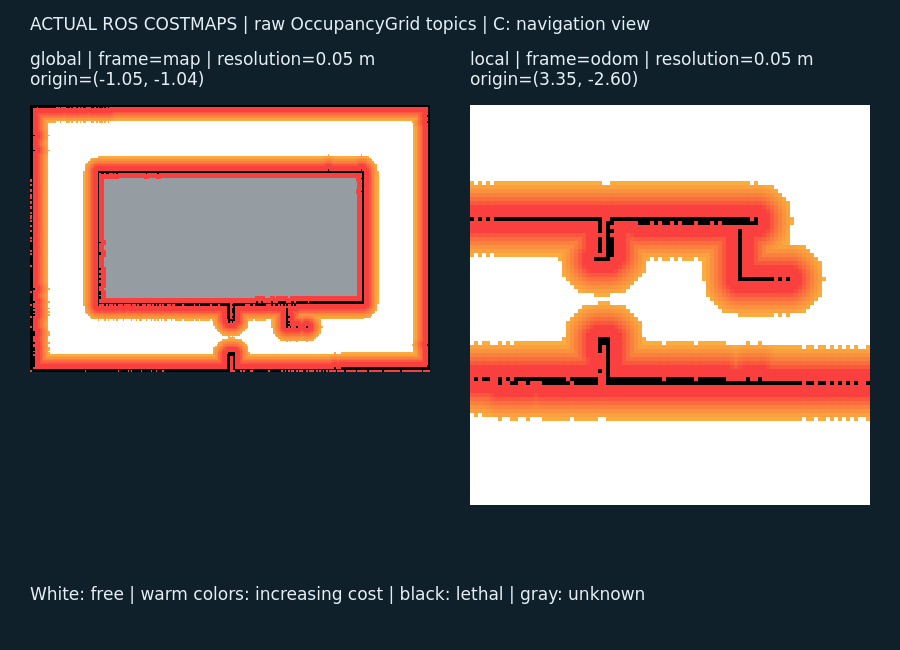 ACTUAL ROS COSTMAPS | raw OccupancyGrid topics | C: navigation view
global | frame=map | resolution=0.05 m
origin=(-1.05, -1.04)
local | frame=odom | resolution=0.05 m
origin=(3.35, -2.60)
White: free | warm colors: increasing cost | black: lethal | gray: unknown